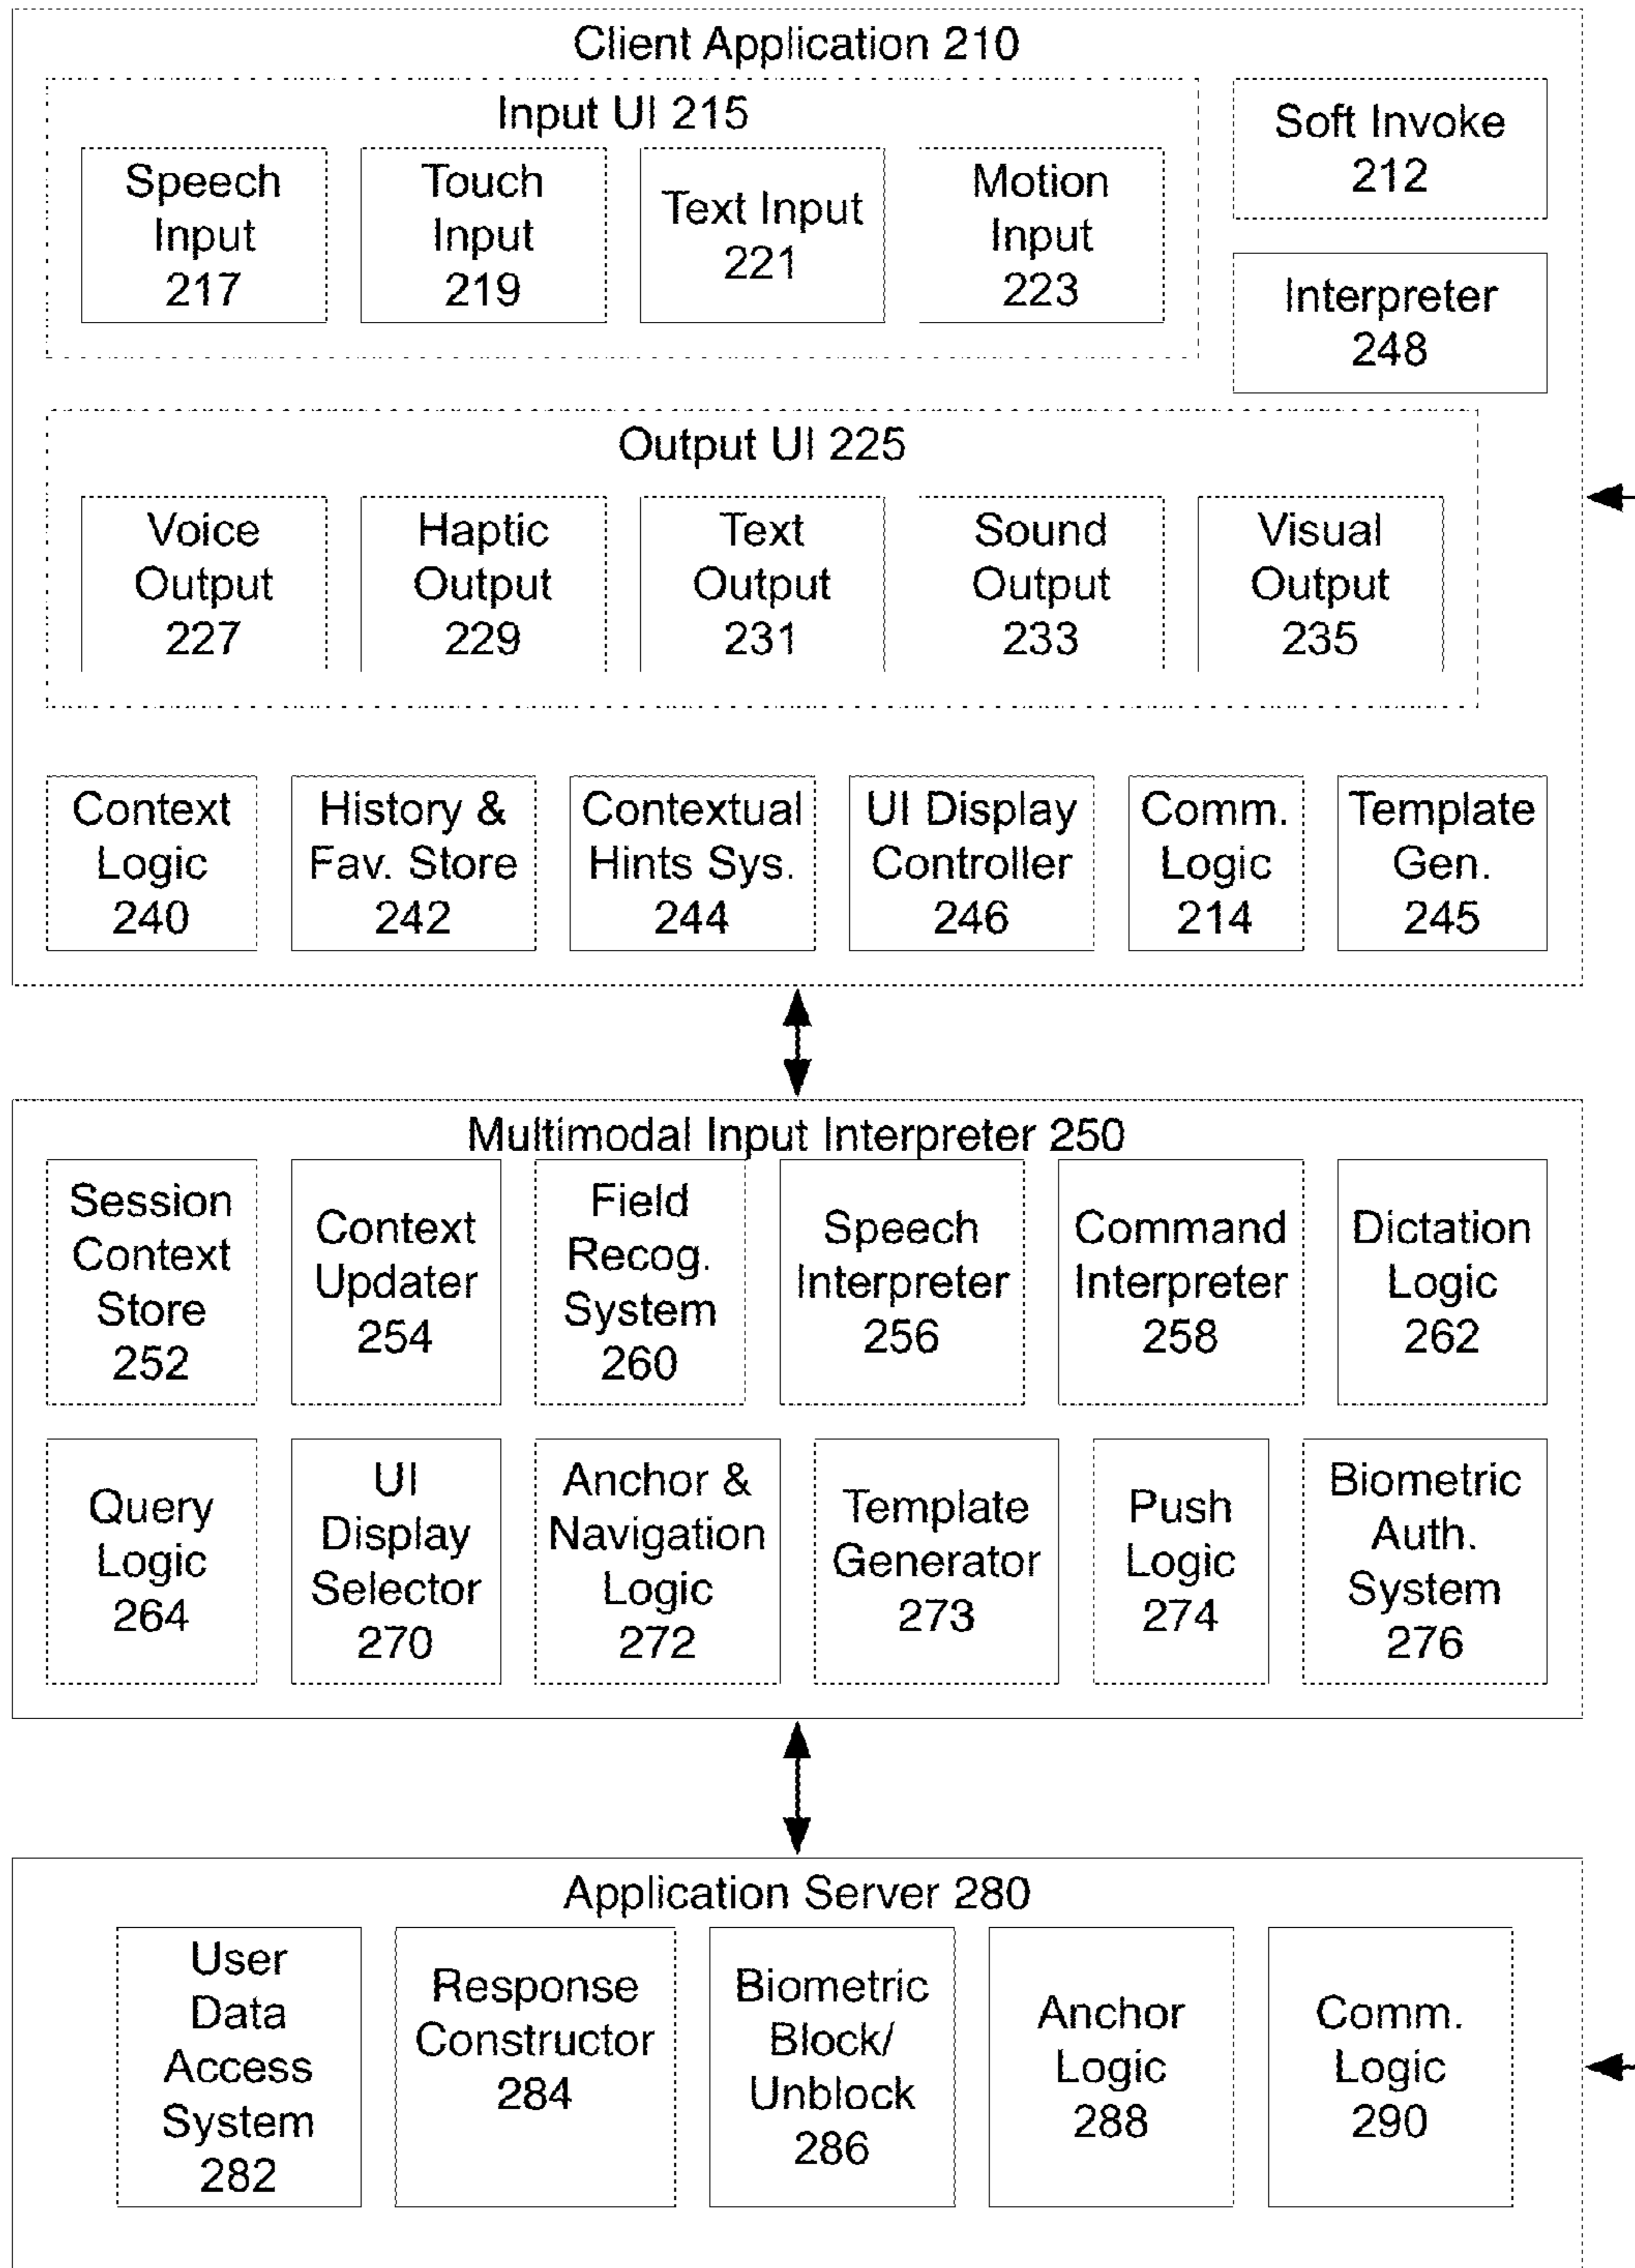 Client Application 210
Input UI 215
Speech
Input
217
Touch
Input
219
Text Input
221
Motion
Input
223
Soft Invoke
212
Interpreter
248
Output UI 225
Voice
Output
227
Haptic
Output
229
Text
Output
231
Sound
Output
233
Visual
Output
235
Context
Logic
240
History &
Fav. Store
242
Contextual
Hints Sys.
244
UI Display
Controller
246
Comm.
Logic
214
Template
Gen.
245
Multimodal Input Interpreter 250
Session
Context
Store
252
Context
Updater
254
Field
Recog.
System
260
Speech
Interpreter
256
Command
Interpreter
258
Dictation
Logic
262
Query
Logic
264
UI
Display
Selector
270
Anchor &
Navigation
Logic
272
Template
Generator
273
Push
Logic
274
Biometric
Auth.
System
276
Application Server 280
User
Data
Access
System
282
Response
Constructor
284
Biometric
Block/
Unblock
286
Anchor
Logic
288
Comm.
Logic
290